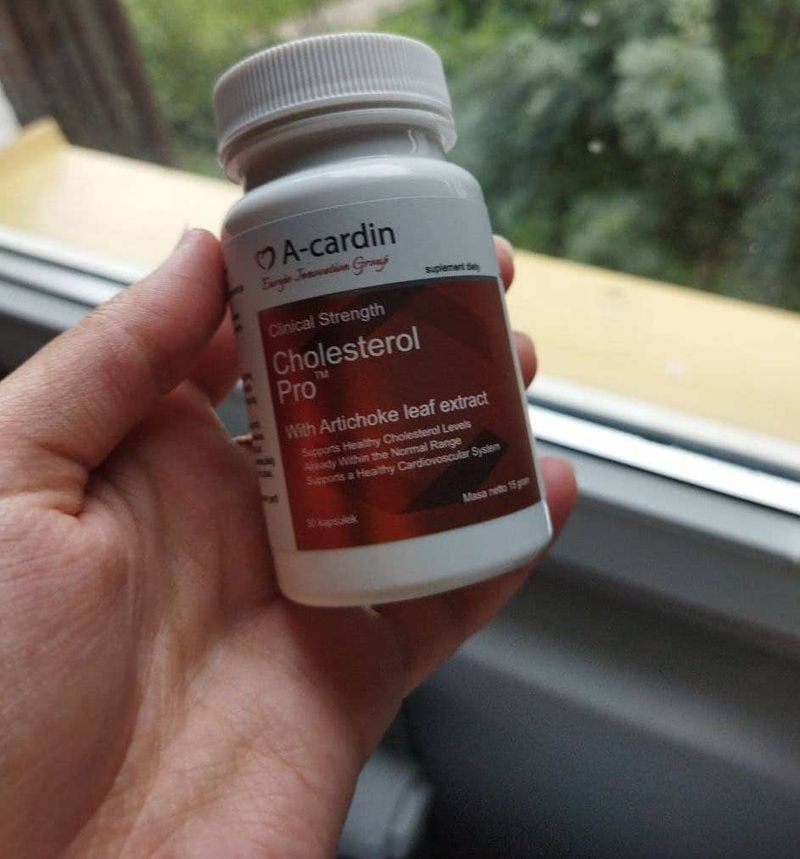 A-cardin
Europe Innovation Group
suplement diety
Clinical Strength
Cholesterol
Pro™
With Artichoke leaf extract
Supports Healthy Cholesterol Levels
Already Within the Normal Range
Supports a Healthy Cardiovoscular System
Masa netto 15 gram
30 kapsułek